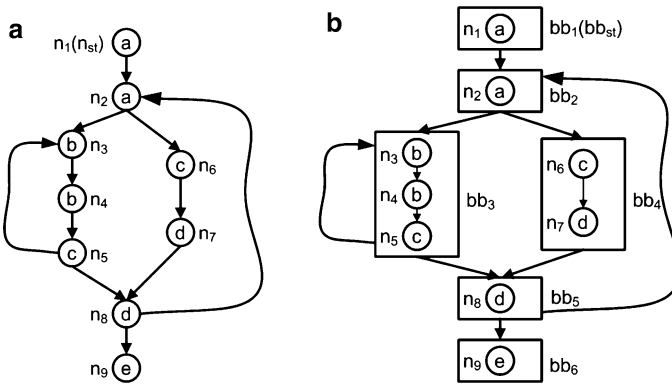 a
n1(nst) a
n2 a
b n3
c n6
b n4
d n7
c n5
n8 d
n9 e
b
n1 a bb1(bbst)
n2 a bb2
n3 b
n4 b
n5 c
bb3
n6 c
n7 d
bb4
n8 d bb5
n9 e bb6